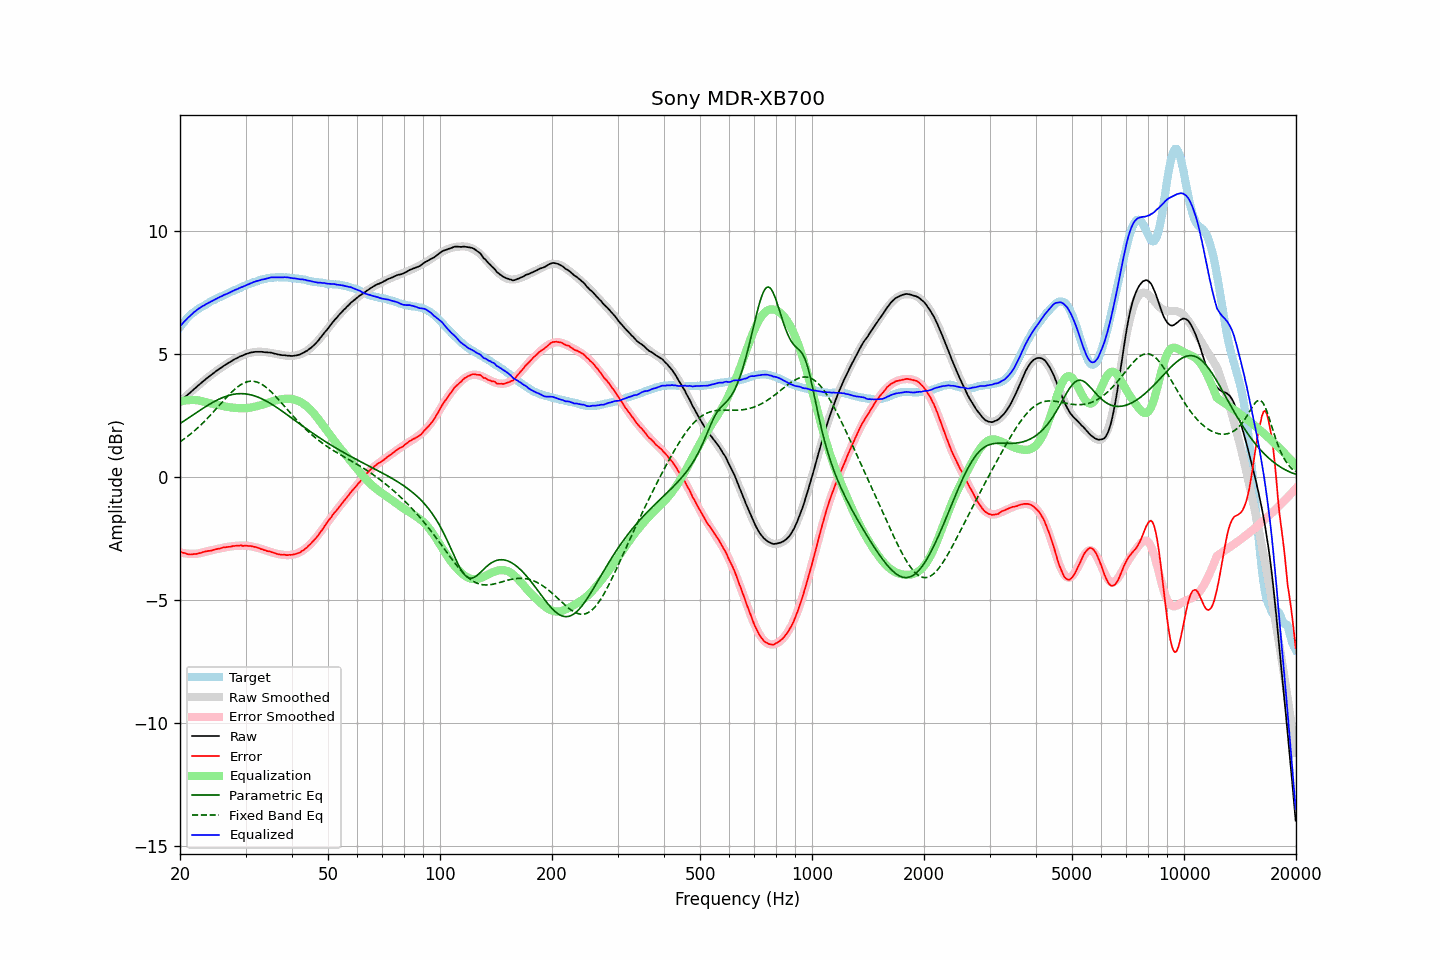 Sony MDR-XB700
Amplitude (dBr)
10
5
0
−5
−10
−15
Target
Raw Smoothed
Error Smoothed
Raw
Error
Equalization
Parametric Eq
Fixed Band Eq
Equalized
20 50 100 200 500 1000 2000 5000 10000 20000
Frequency (Hz)